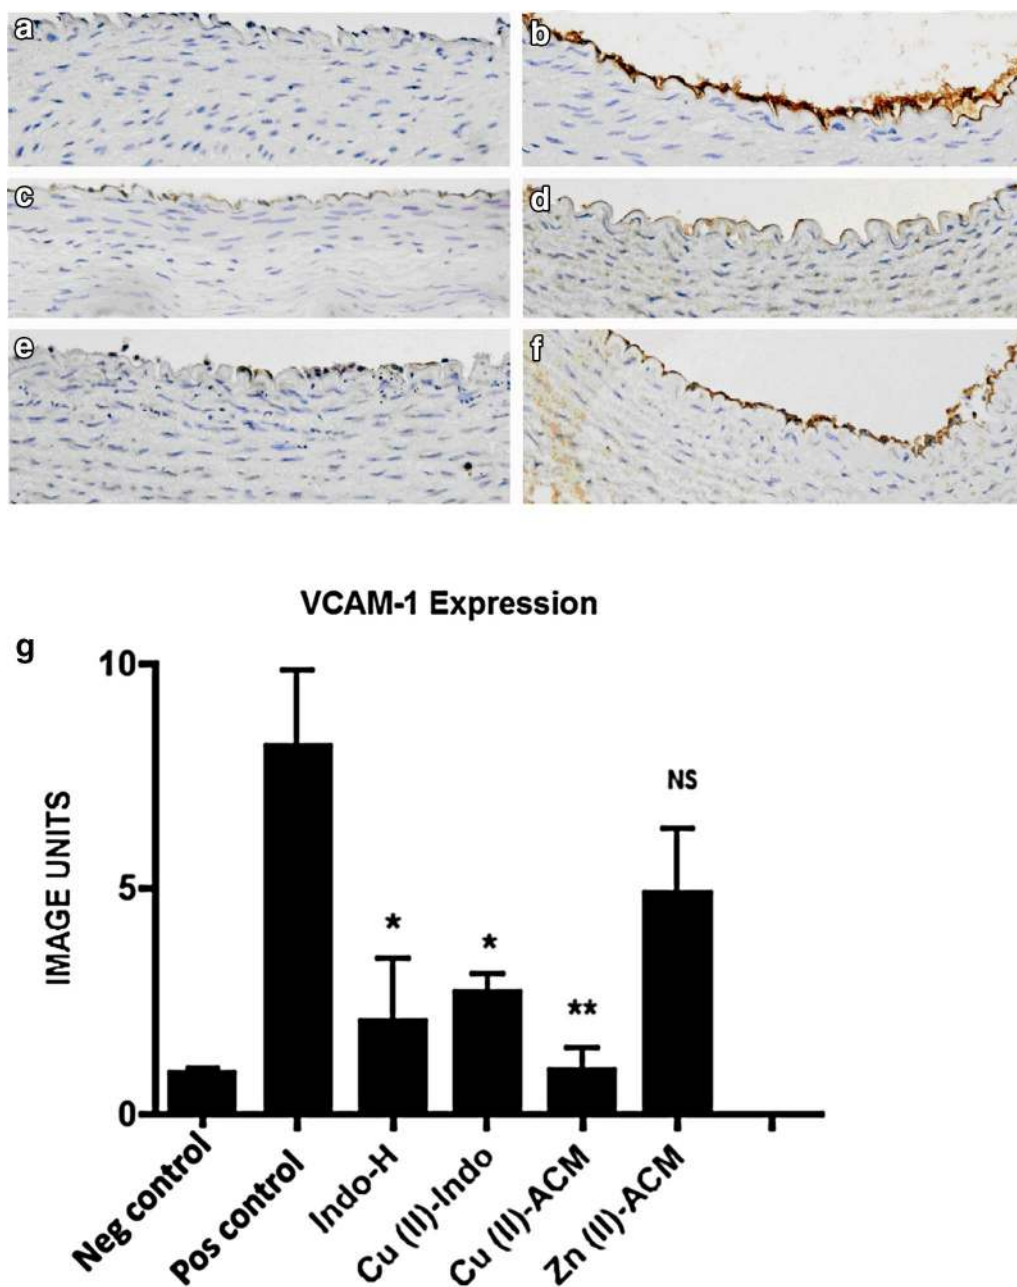 a
b
c
d
e
f
VCAM-1 Expression
g
10
5
0
IMAGE UNITS
*
*
**
NS
Neg control
Pos control
Indo-H
Cu (II)-Indo
Cu (II)-ACM
Zn (II)-ACM